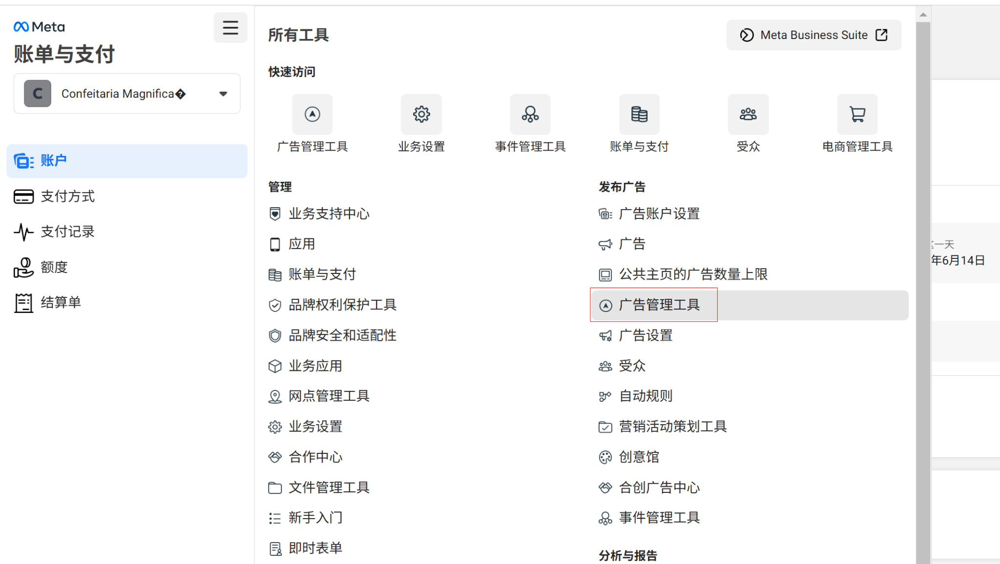 Meta
账单与支付
C
Confeitaria Magnifica�
账户
支付方式
支付记录
额度
结算单
所有工具
Meta Business Suite
快速访问
广告管理工具
业务设置
事件管理工具
账单与支付
受众
电商管理工具
管理
业务支持中心
应用
账单与支付
品牌权利保护工具
品牌安全和适配性
业务应用
网点管理工具
业务设置
合作中心
文件管理工具
新手入门
即时表单
发布广告
广告账户设置
广告
公共主页的广告数量上限
广告管理工具
广告设置
受众
自动规则
营销活动策划工具
创意馆
合创广告中心
事件管理工具
分析与报告
一天
年6月14日